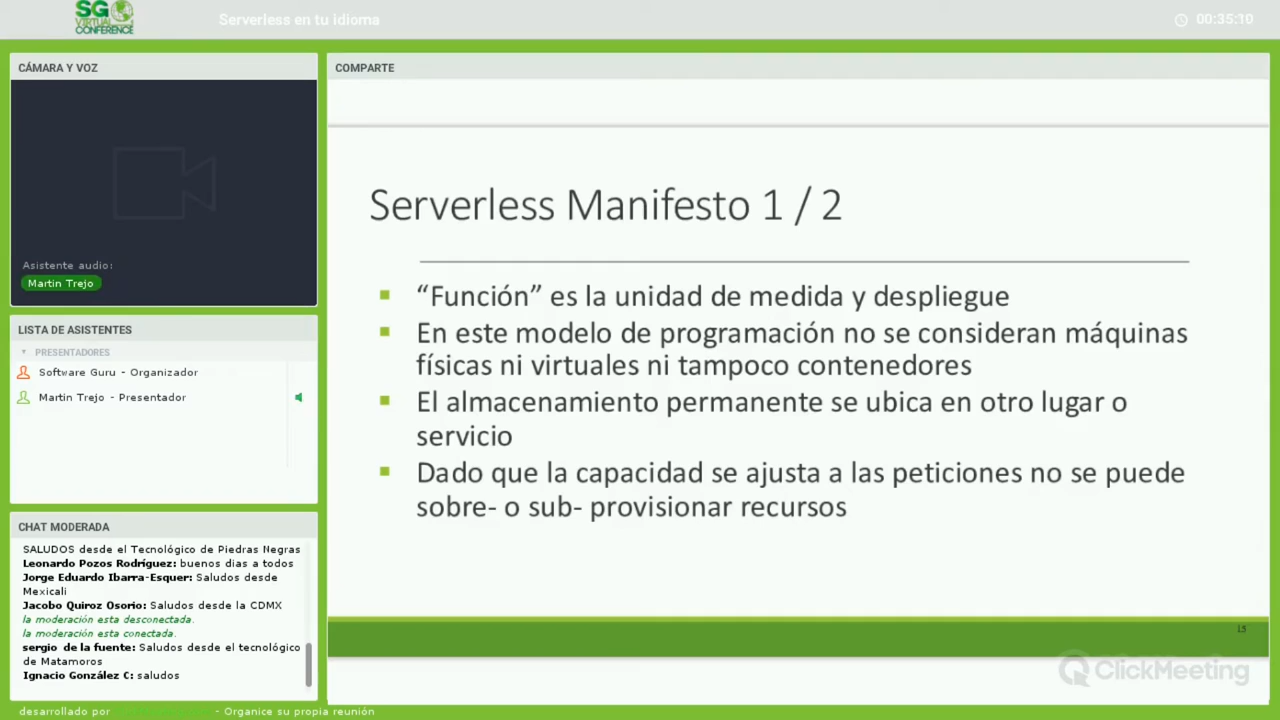 SG
VIRTUAL
CONFERENCE
Serverless en tu idioma
00:35:10
CÁMARA Y VOZ
Asistente audio:
Martin Trejo
LISTA DE ASISTENTES
PRESENTADORES
Software Guru - Organizador
Martin Trejo - Presentador
CHAT MODERADA
SALUDOS desde el Tecnológico de Piedras Negras
Leonardo Pozos Rodríguez: buenos dias a todos
Jorge Eduardo Ibarra-Esquer: Saludos desde
Mexicali
Jacobo Quiroz Osorio: Saludos desde la CDMX
la moderación esta desconectada.
la moderación esta conectada.
sergio de la fuente: Saludos desde el tecnológico
de Matamoros
Ignacio González C: saludos
COMPARTE
Serverless Manifesto 1 / 2
“Función” es la unidad de medida y despliegue
En este modelo de programación no se consideran máquinas
físicas ni virtuales ni tampoco contenedores
El almacenamiento permanente se ubica en otro lugar o
servicio
Dado que la capacidad se ajusta a las peticiones no se puede
sobre- o sub- provisionar recursos
15
ClickMeeting
desarrollado por - Organice su propia reunión